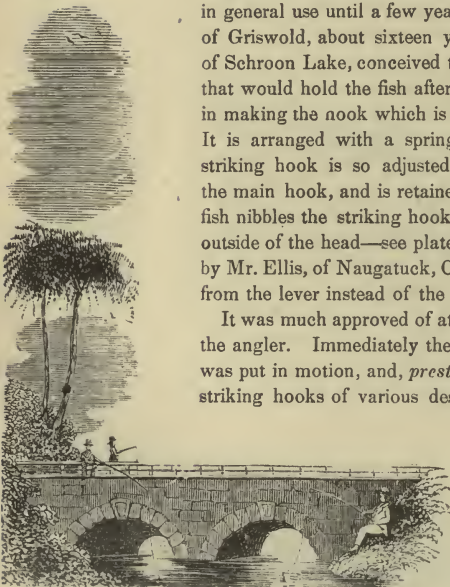 in general use until a few yea
of Griswold, about sixteen y
of Schroon Lake, conceived t
that would hold the fish after
in making the nook which is
It is arranged with a spring
striking hook is so adjusted
the main hook, and is retaine
fish nibbles the striking hook
outside of the head—see plate
by Mr. Ellis, of Naugatuck, C
from the lever instead of the
It was much approved of at
the angler. Immediately the
was put in motion, and, prest
striking hooks of various des